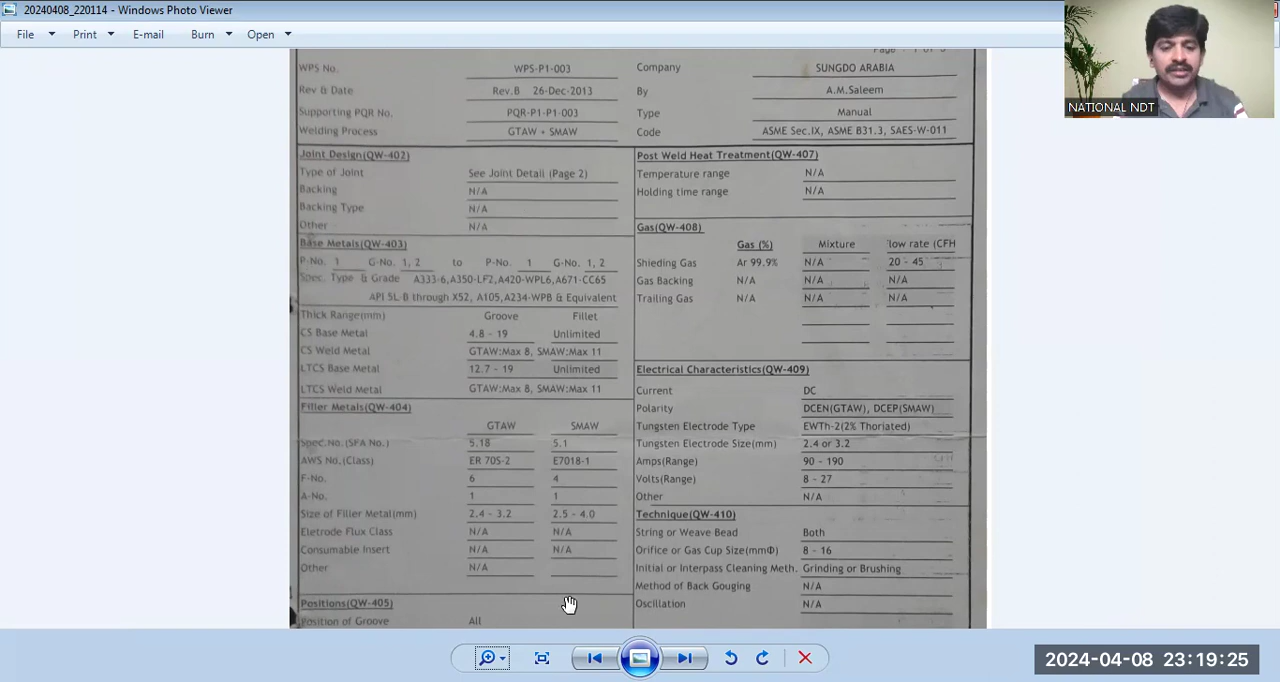 20240408_220114 - Windows Photo Viewer
File Print E-mail Burn Open
NATIONAL NDT
WPS No. WPS-P1-003
Rev & Date Rev.B 26-Dec-2013
Supporting PQR No. PQR-P1-P1-003
Welding Process GTAW + SMAW
Company SUNGDO ARABIA
By A.M.Saleem
Type Manual
Code ASME Sec.IX, ASME B31.3, SAES-W-011
Joint Design(QW-402)
Type of Joint See Joint Detail (Page 2)
Backing N/A
Backing Type N/A
Other N/A
Base Metals(QW-403)
P-No. 1 G-No. 1, 2 to P-No. 1 G-No. 1, 2
Spec. Type & Grade A333-6,A350-LF2,A420-WPL6,A671-CC65
API 5L-B through X52, A105,A234-WPB & Equivalent
Thick Range(mm) Groove Fillet
CS Base Metal 4.8 - 19 Unlimited
CS Weld Metal GTAW:Max 8, SMAW:Max 11
LTCS Base Metal 12.7 - 19 Unlimited
LTCS Weld Metal GTAW:Max 8, SMAW:Max 11
Filler Metals(QW-404)
GTAW SMAW
Spec.No.(SFA No.) 5.18 5.1
AWS No.(Class) ER 70S-2 E7018-1
F-No. 6 4
A-No. 1 1
Size of Filler Metal(mm) 2.4 - 3.2 2.5 - 4.0
Eletrode Flux Class N/A N/A
Consumable Insert N/A N/A
Other N/A
Positions(QW-405)
Position of Groove All
Post Weld Heat Treatment(QW-407)
Temperature range N/A
Holding time range N/A
Gas(QW-408)
Gas (%) Mixture low rate (CFH
Shieding Gas Ar 99.9% N/A 20 - 45
Gas Backing N/A N/A N/A
Trailing Gas N/A N/A N/A
Electrical Characteristics(QW-409)
Current DC
Polarity DCEN(GTAW), DCEP(SMAW)
Tungsten Electrode Type EWTh-2(2% Thoriated)
Tungsten Electrode Size(mm) 2.4 or 3.2
Amps(Range) 90 - 190
Volts(Range) 8 - 27
Other N/A
Technique(QW-410)
String or Weave Bead Both
Orifice or Gas Cup Size(mmΦ) 8 - 16
Initial or Interpass Cleaning Meth. Grinding or Brushing
Method of Back Gouging N/A
Oscillation N/A
2024-04-08 23:19:25